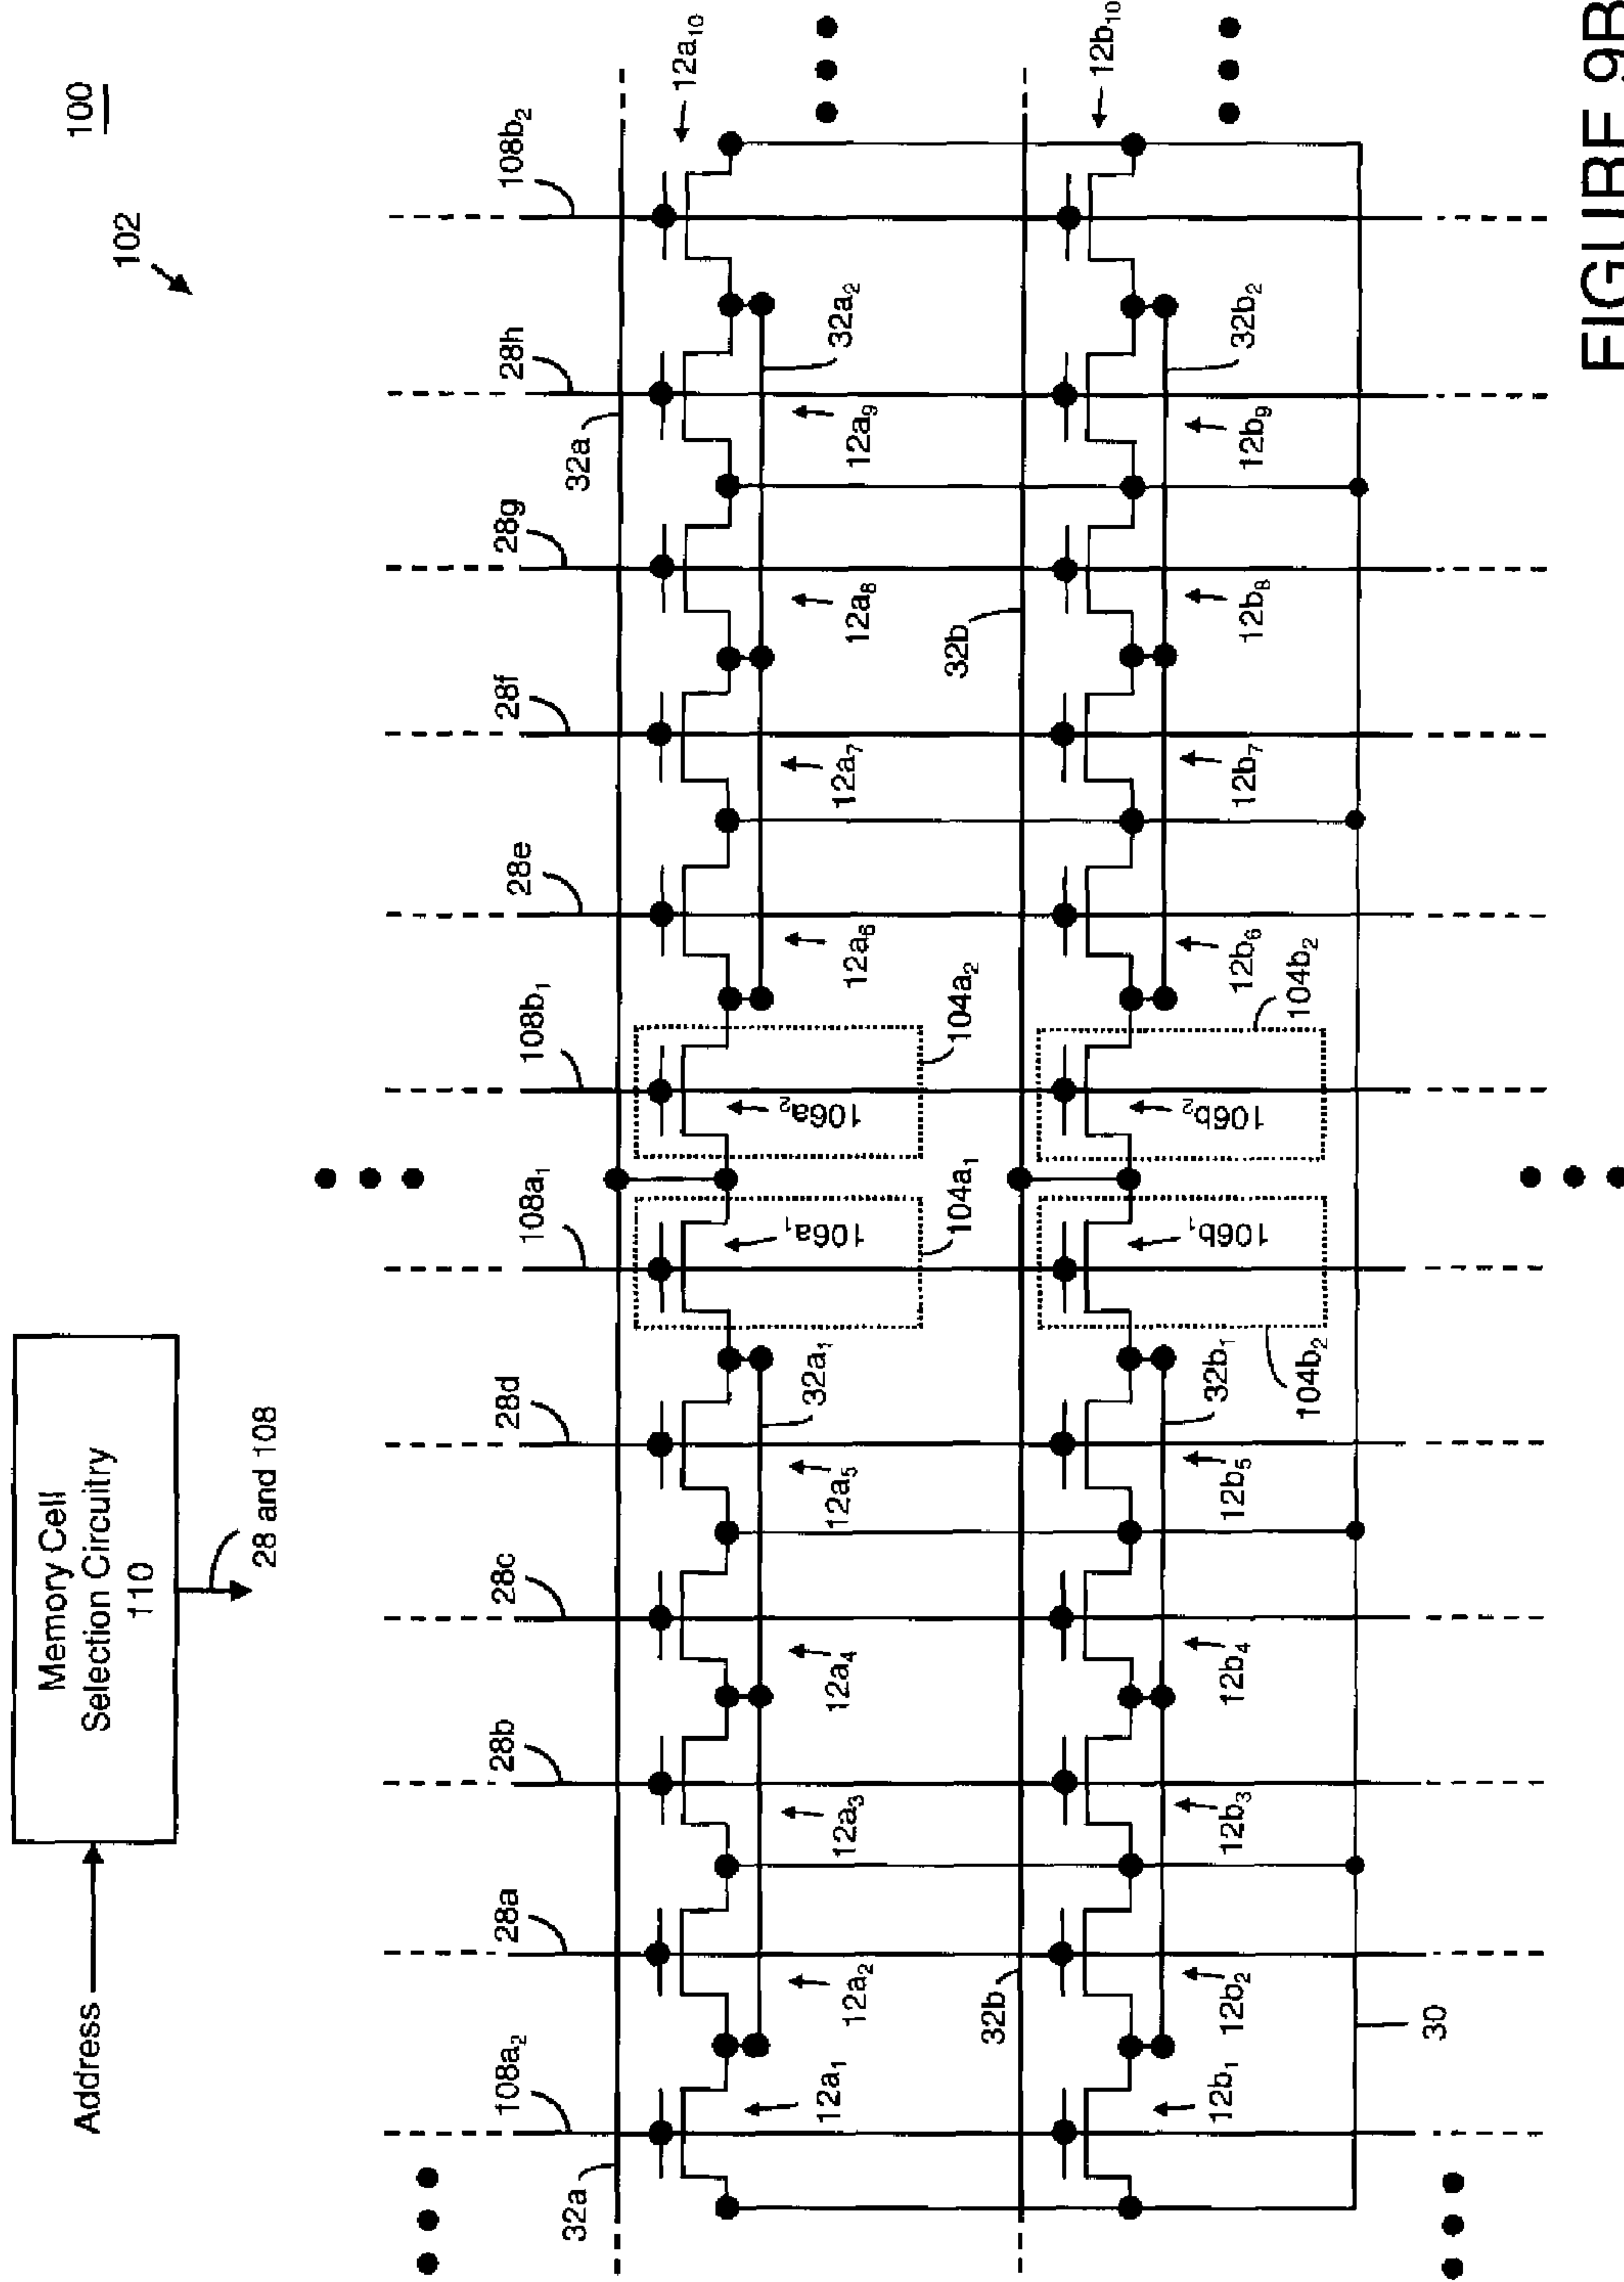 100
102
Address
Memory Cell
Selection Circuitry
110
28 and 108
108a₂
28a
28b
28c
28d
108a₁
108b₁
28e
28f
28g
28h
108b₂
32a
32a
12a₁
12a₂
12a₃
12a₄
12a₅
32a₁
106a₁
104a₁
106a₂
104a₂
12a₆
12a₇
12a₈
12a₉
32a₂
12a₁₀
32b
32b
12b₁
12b₂
12b₃
12b₄
12b₅
32b₁
106b₁
104b₂
106b₂
104b₂
12b₆
12b₇
12b₈
12b₉
32b₂
12b₁₀
30
FIGURE 9B